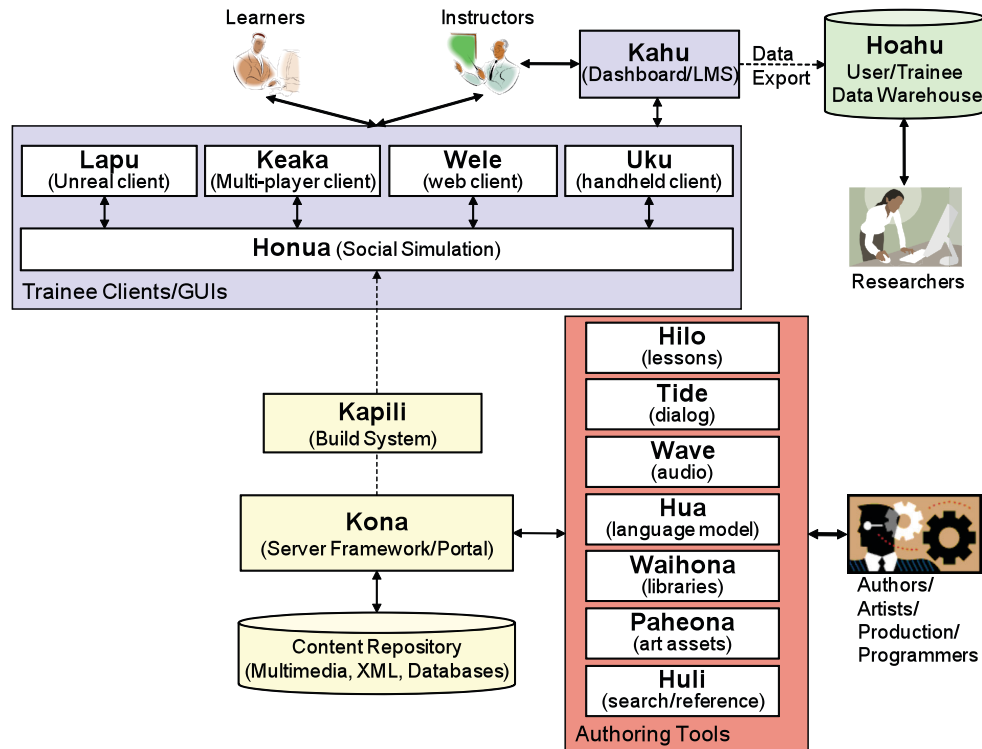 Learners
Instructors
Kahu
(Dashboard/LMS)
Data
Export
Hoahu
User/Trainee
Data Warehouse
Lapu
(Unreal client)
Keaka
(Multi-player client)
Wele
(web client)
Uku
(handheld client)
Honua (Social Simulation)
Trainee Clients/GUIs
Researchers
Hilo
(lessons)
Tide
(dialog)
Wave
(audio)
Hua
(language model)
Waihona
(libraries)
Paheona
(art assets)
Huli
(search/reference)
Authoring Tools
Kapili
(Build System)
Kona
(Server Framework/Portal)
Content Repository
(Multimedia, XML, Databases)
Authors/
Artists/
Production/
Programmers